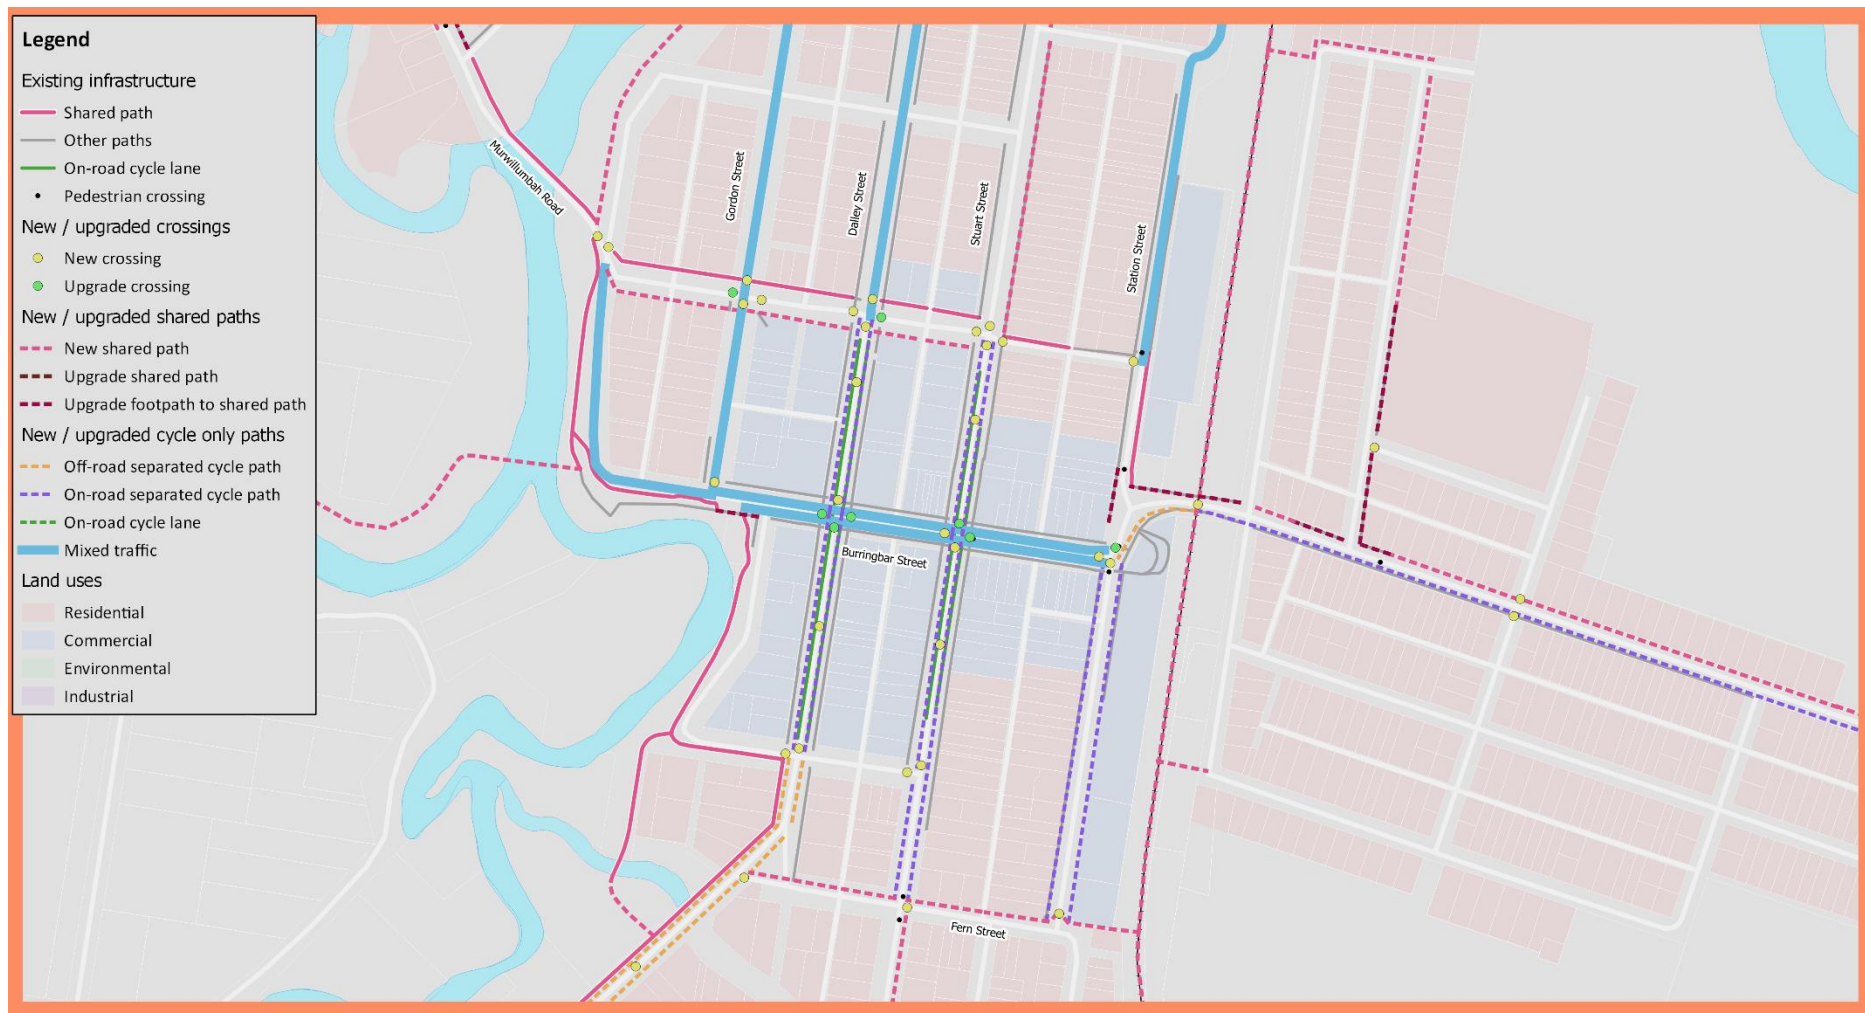 Legend
Existing infrastructure
Shared path
Other paths
On-road cycle lane
Pedestrian crossing
New / upgraded crossings
New crossing
Upgrade crossing
New / upgraded shared paths
New shared path
Upgrade shared path
Upgrade footpath to shared path
New / upgraded cycle only paths
Off-road separated cycle path
On-road separated cycle path
On-road cycle lane
Mixed traffic
Land uses
Residential
Commercial
Environmental
Industrial
Murwillumbah Road
Gordon Street
Dalley Street
Stuart Street
Station Street
Burringbar Street
Fern Street